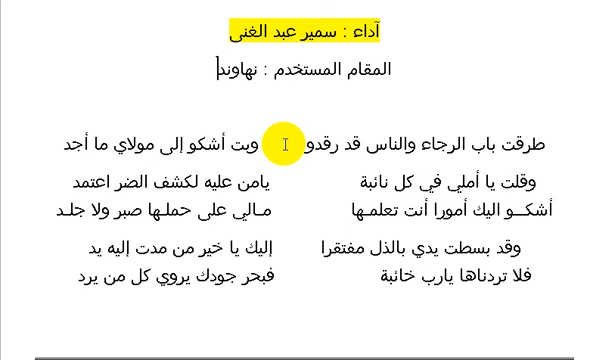 آداء : سمير عبد الغنى
المقام المستخدم : نهاوند
طرقت باب الرجاء والناس قد رقدو وبت أشكو إلى مولاي ما أجد
وقلت يا أملي في كل نائبة يامن عليه لكشف الضر اعتمد
أشكــو اليك أمورا أنت تعلمـها مـالي على حملـها صبر ولا جلـد
وقد بسطت يدي بالذل مفتقرا إليك يا خير من مدت إليه يد
فلا تردناها يارب خائبة فبحر جودك يروي كل من يرد